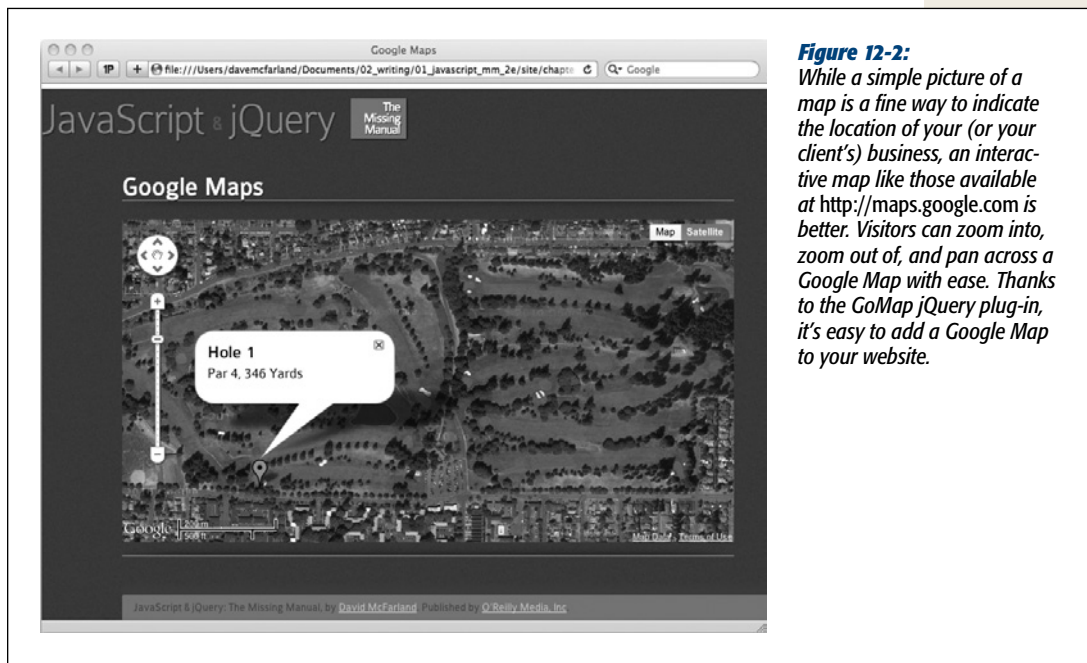 Google Maps
1P
+
file:///Users/davemcfarland/Documents/02_writing/01_javascript_mm_2e/site/chapte
Google
JavaScript & jQuery
The
Missing
Manual
Google Maps
Map
Satellite
+
Hole 1
Par 4, 346 Yards
Google
200 m
500 ft
Map Data - Terms of Use
JavaScript & jQuery: The Missing Manual, by David McFarland. Published by O'Reilly Media, Inc.
Figure 12-2:
While a simple picture of a
map is a fine way to indicate
the location of your (or your
client's) business, an interac-
tive map like those available
at http://maps.google.com is
better. Visitors can zoom into,
zoom out of, and pan across a
Google Map with ease. Thanks
to the GoMap jQuery plug-in,
it's easy to add a Google Map
to your website.